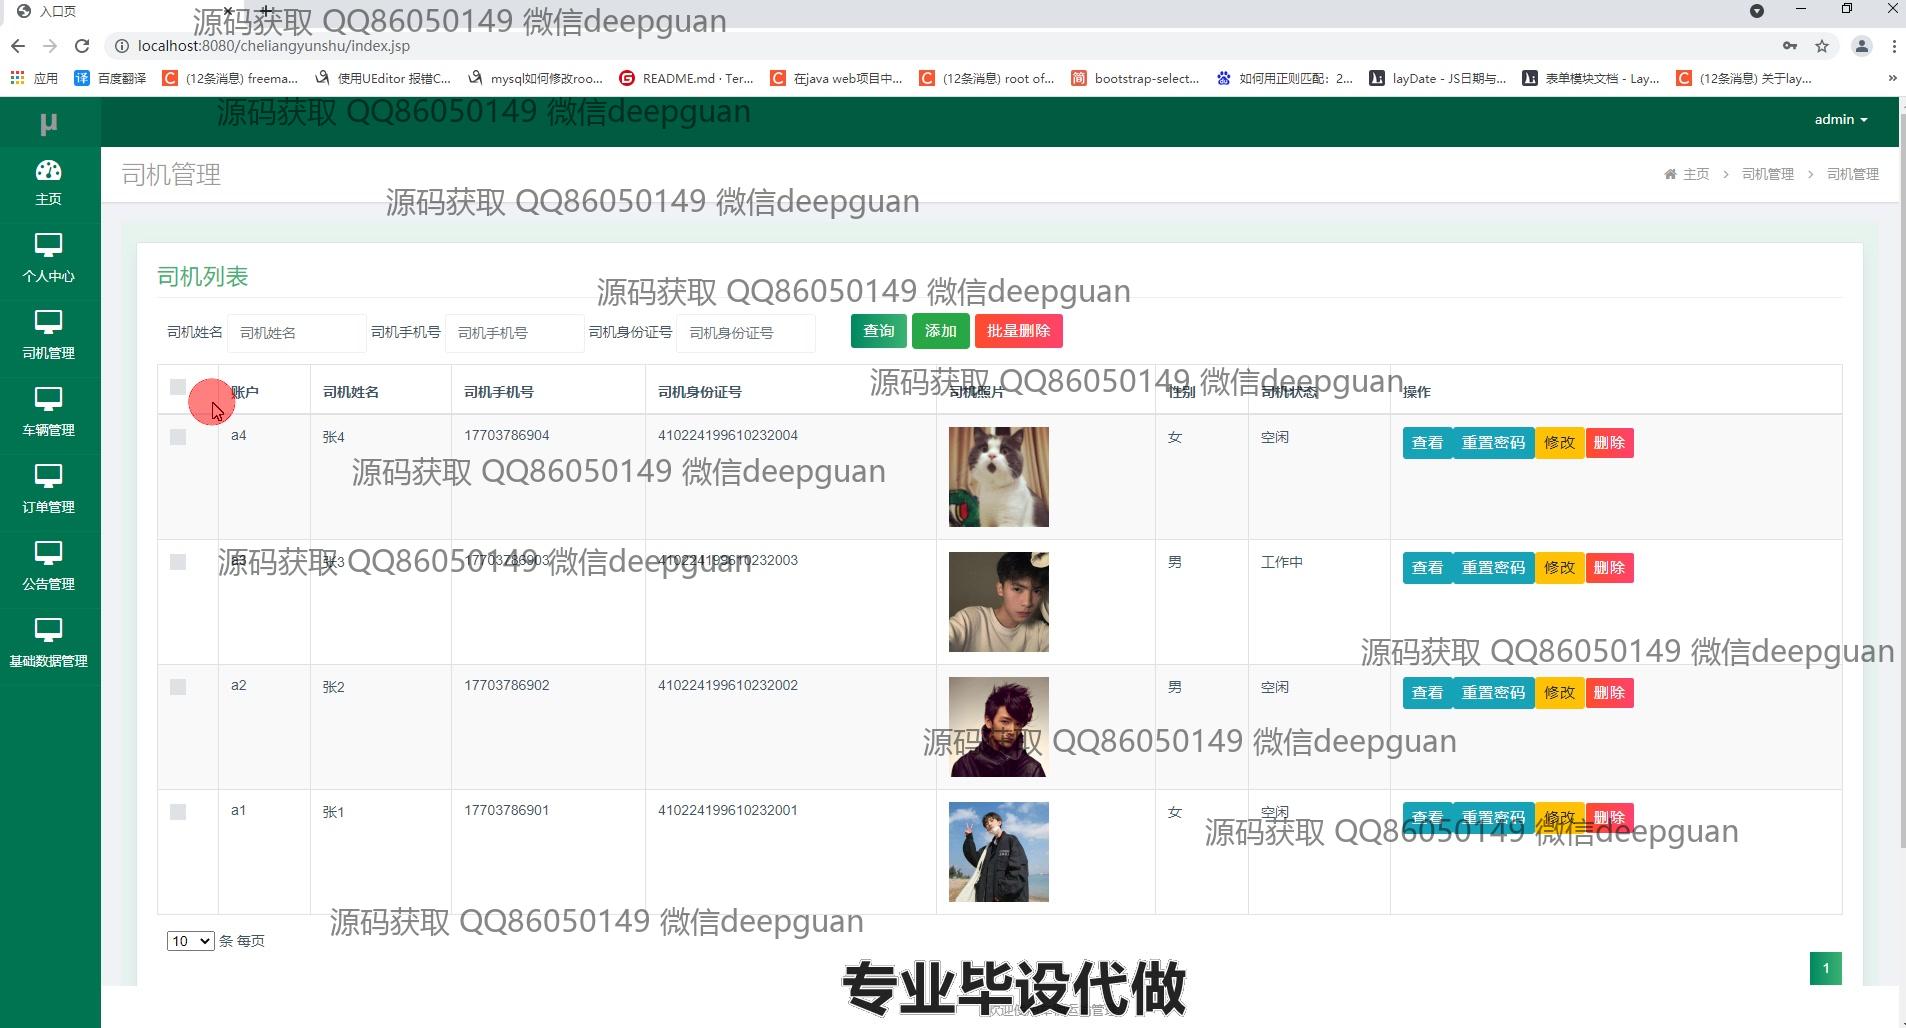 入口页
源码获取 QQ86050149 微信deepguan
localhost:8080/cheliangyunshu/index.jsp
应用 百度翻译 (12条消息) freema... 使用UEditor 报错C... mysql如何修改roo... README.md · Ter... 在java web项目中... (12条消息) root of... bootstrap-select... 如何用正则匹配：2... layDate - JS日期与... 表单模块文档 - Lay... (12条消息) 关于lay... »
源码获取 QQ86050149 微信deepguan
μ
admin
主页
个人中心
司机管理
车辆管理
订单管理
公告管理
基础数据管理
司机管理
主页 > 司机管理 > 司机管理
源码获取 QQ86050149 微信deepguan
司机列表
源码获取 QQ86050149 微信deepguan
司机姓名 司机姓名 司机手机号 司机手机号 司机身份证号 司机身份证号 查询 添加 批量删除
源码获取 QQ86050149 微信deepguan
账户 司机姓名 司机手机号 司机身份证号 司机照片 性别 司机状态 操作
a4 张4 17703786904 410224199610232004 女 空闲 查看 重置密码 修改 删除
源码获取 QQ86050149 微信deepguan
a3 张3 17703786903 410224199610232003 男 工作中 查看 重置密码 修改 删除
源码获取 QQ86050149 微信deepguan
源码获取 QQ86050149 微信deepguan
a2 张2 17703786902 410224199610232002 男 空闲 查看 重置密码 修改 删除
源码获取 QQ86050149 微信deepguan
a1 张1 17703786901 410224199610232001 女 空闲 查看 重置密码 修改 删除
源码获取 QQ86050149 微信deepguan
源码获取 QQ86050149 微信deepguan
10 条 每页
1
专业毕设代做